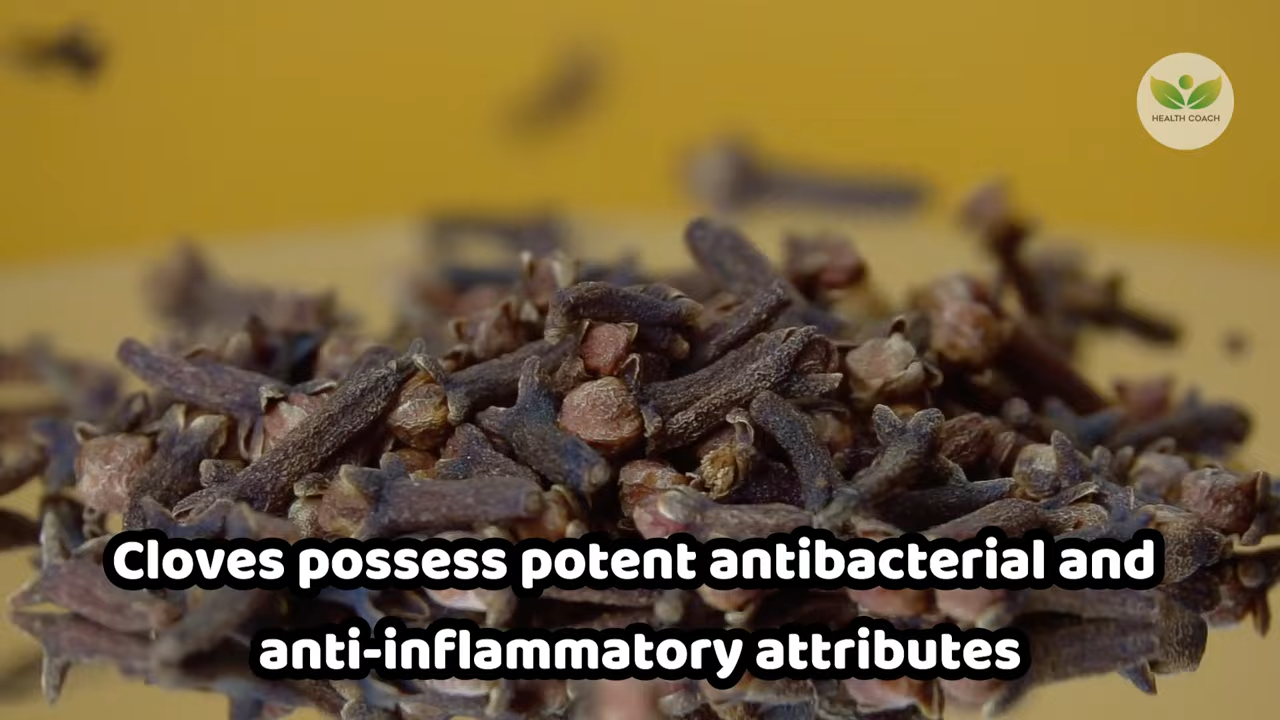 HEALTH COACH
Cloves possess potent antibacterial and
anti-inflammatory attributes